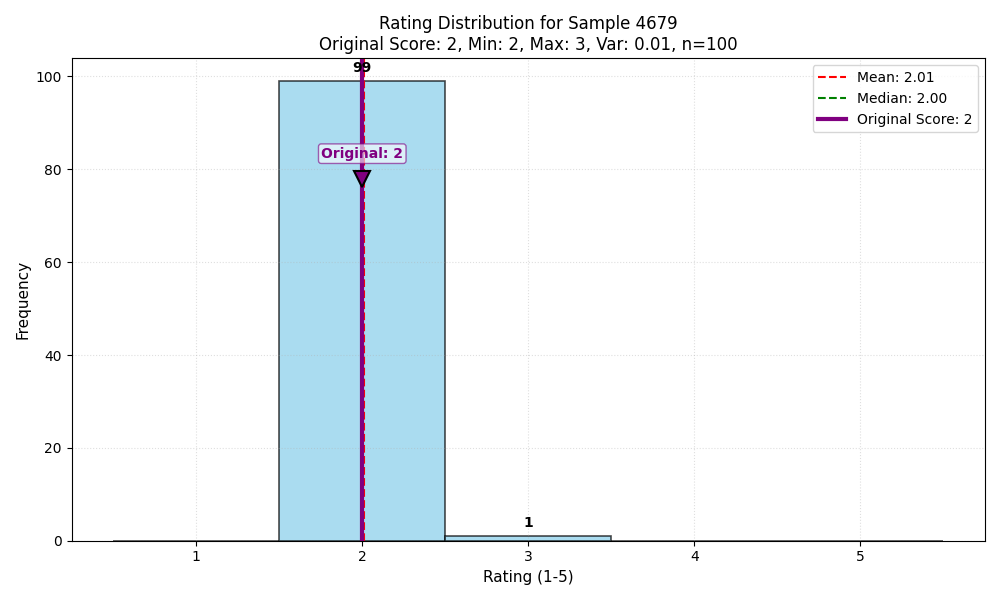 Rating Distribution for Sample 4679
Original Score: 2, Min: 2, Max: 3, Var: 0.01, n=100
Mean: 2.01
Median: 2.00
Original Score: 2
99
Original: 2
1
Frequency
100
80
60
40
20
0
1
2
3
4
5
Rating (1-5)